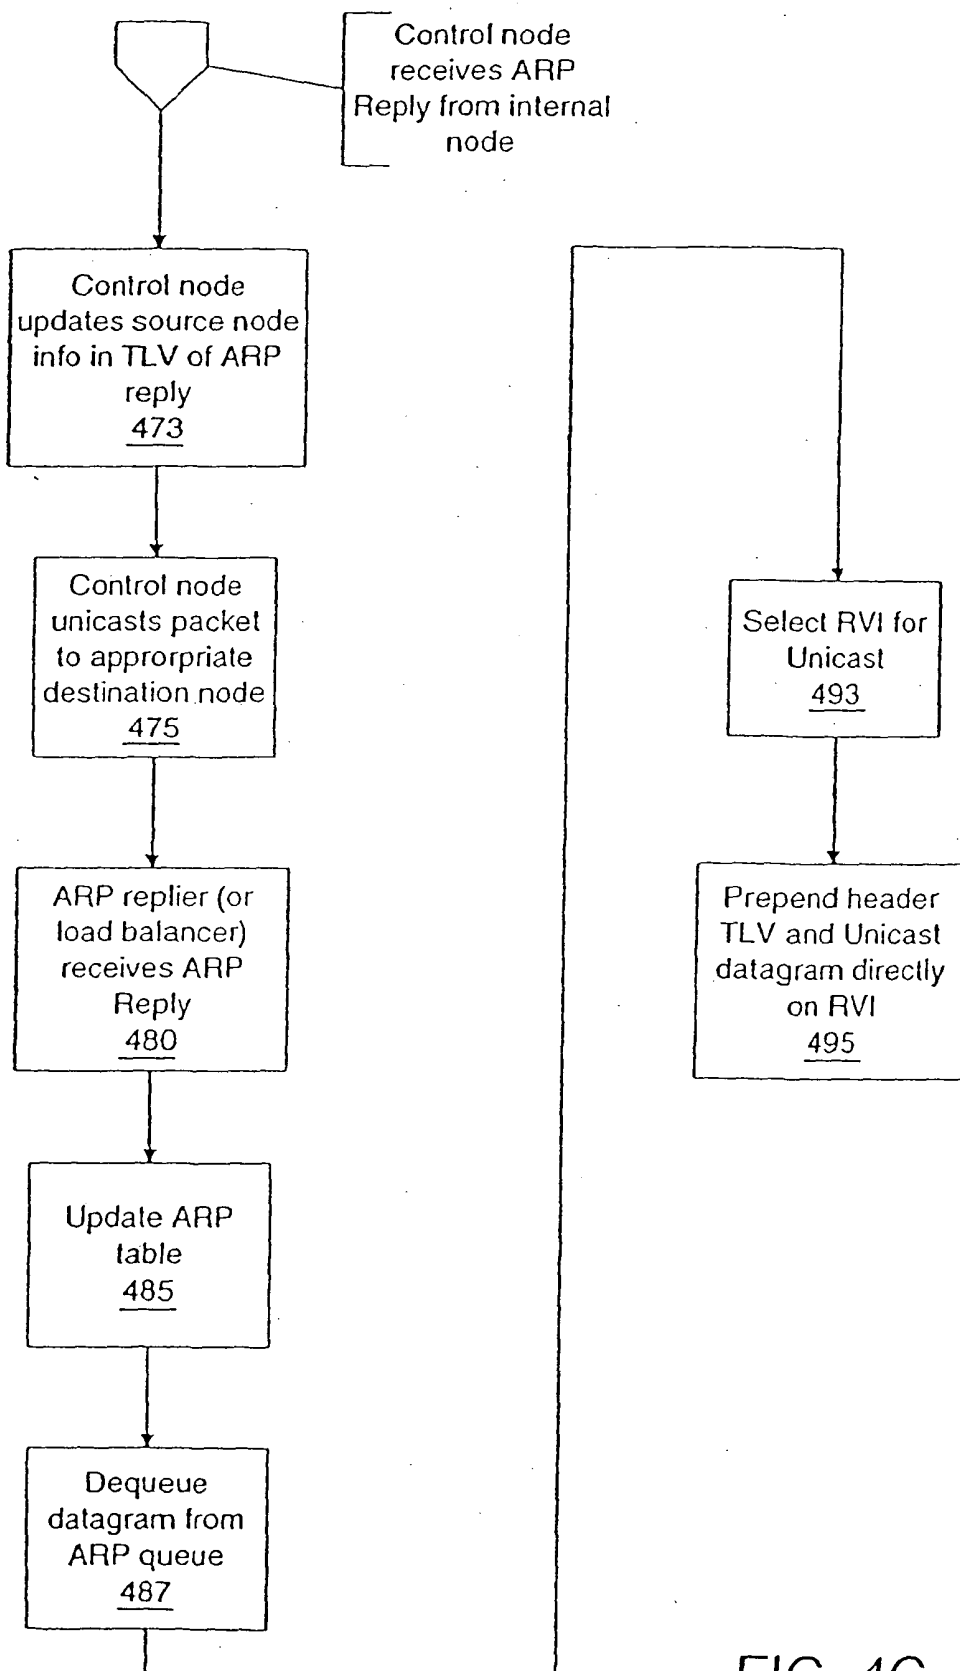 Control node
receives ARP
Reply from internal
node
Control node
updates source node
info in TLV of ARP
reply
473
Control node
unicasts packet
to approrpriate
destination node
475
ARP replier (or
load balancer)
receives ARP
Reply
480
Update ARP
table
485
Dequeue
datagram from
ARP queue
487
Select RVI for
Unicast
493
Prepend header
TLV and Unicast
datagram directly
on RVI
495
FIG. 4C